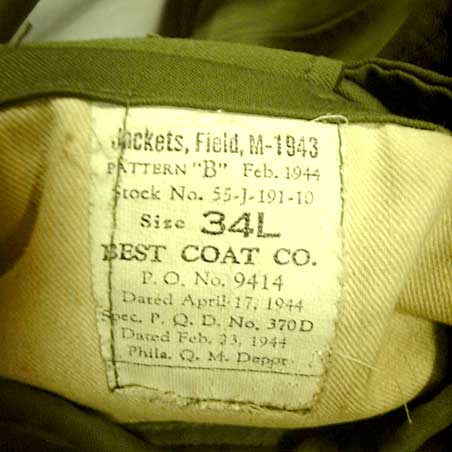 Jackets, Field, M-1943
PATTERN "B" Feb. 1944
Stock No. 55-J-191-10
Size 34L
BEST COAT CO.
P. O. No. 9414
Dated April 17, 1944
Spec. P. Q. D. No. 370D
Dated Feb. 23, 1944
Phila. Q. M. Depot